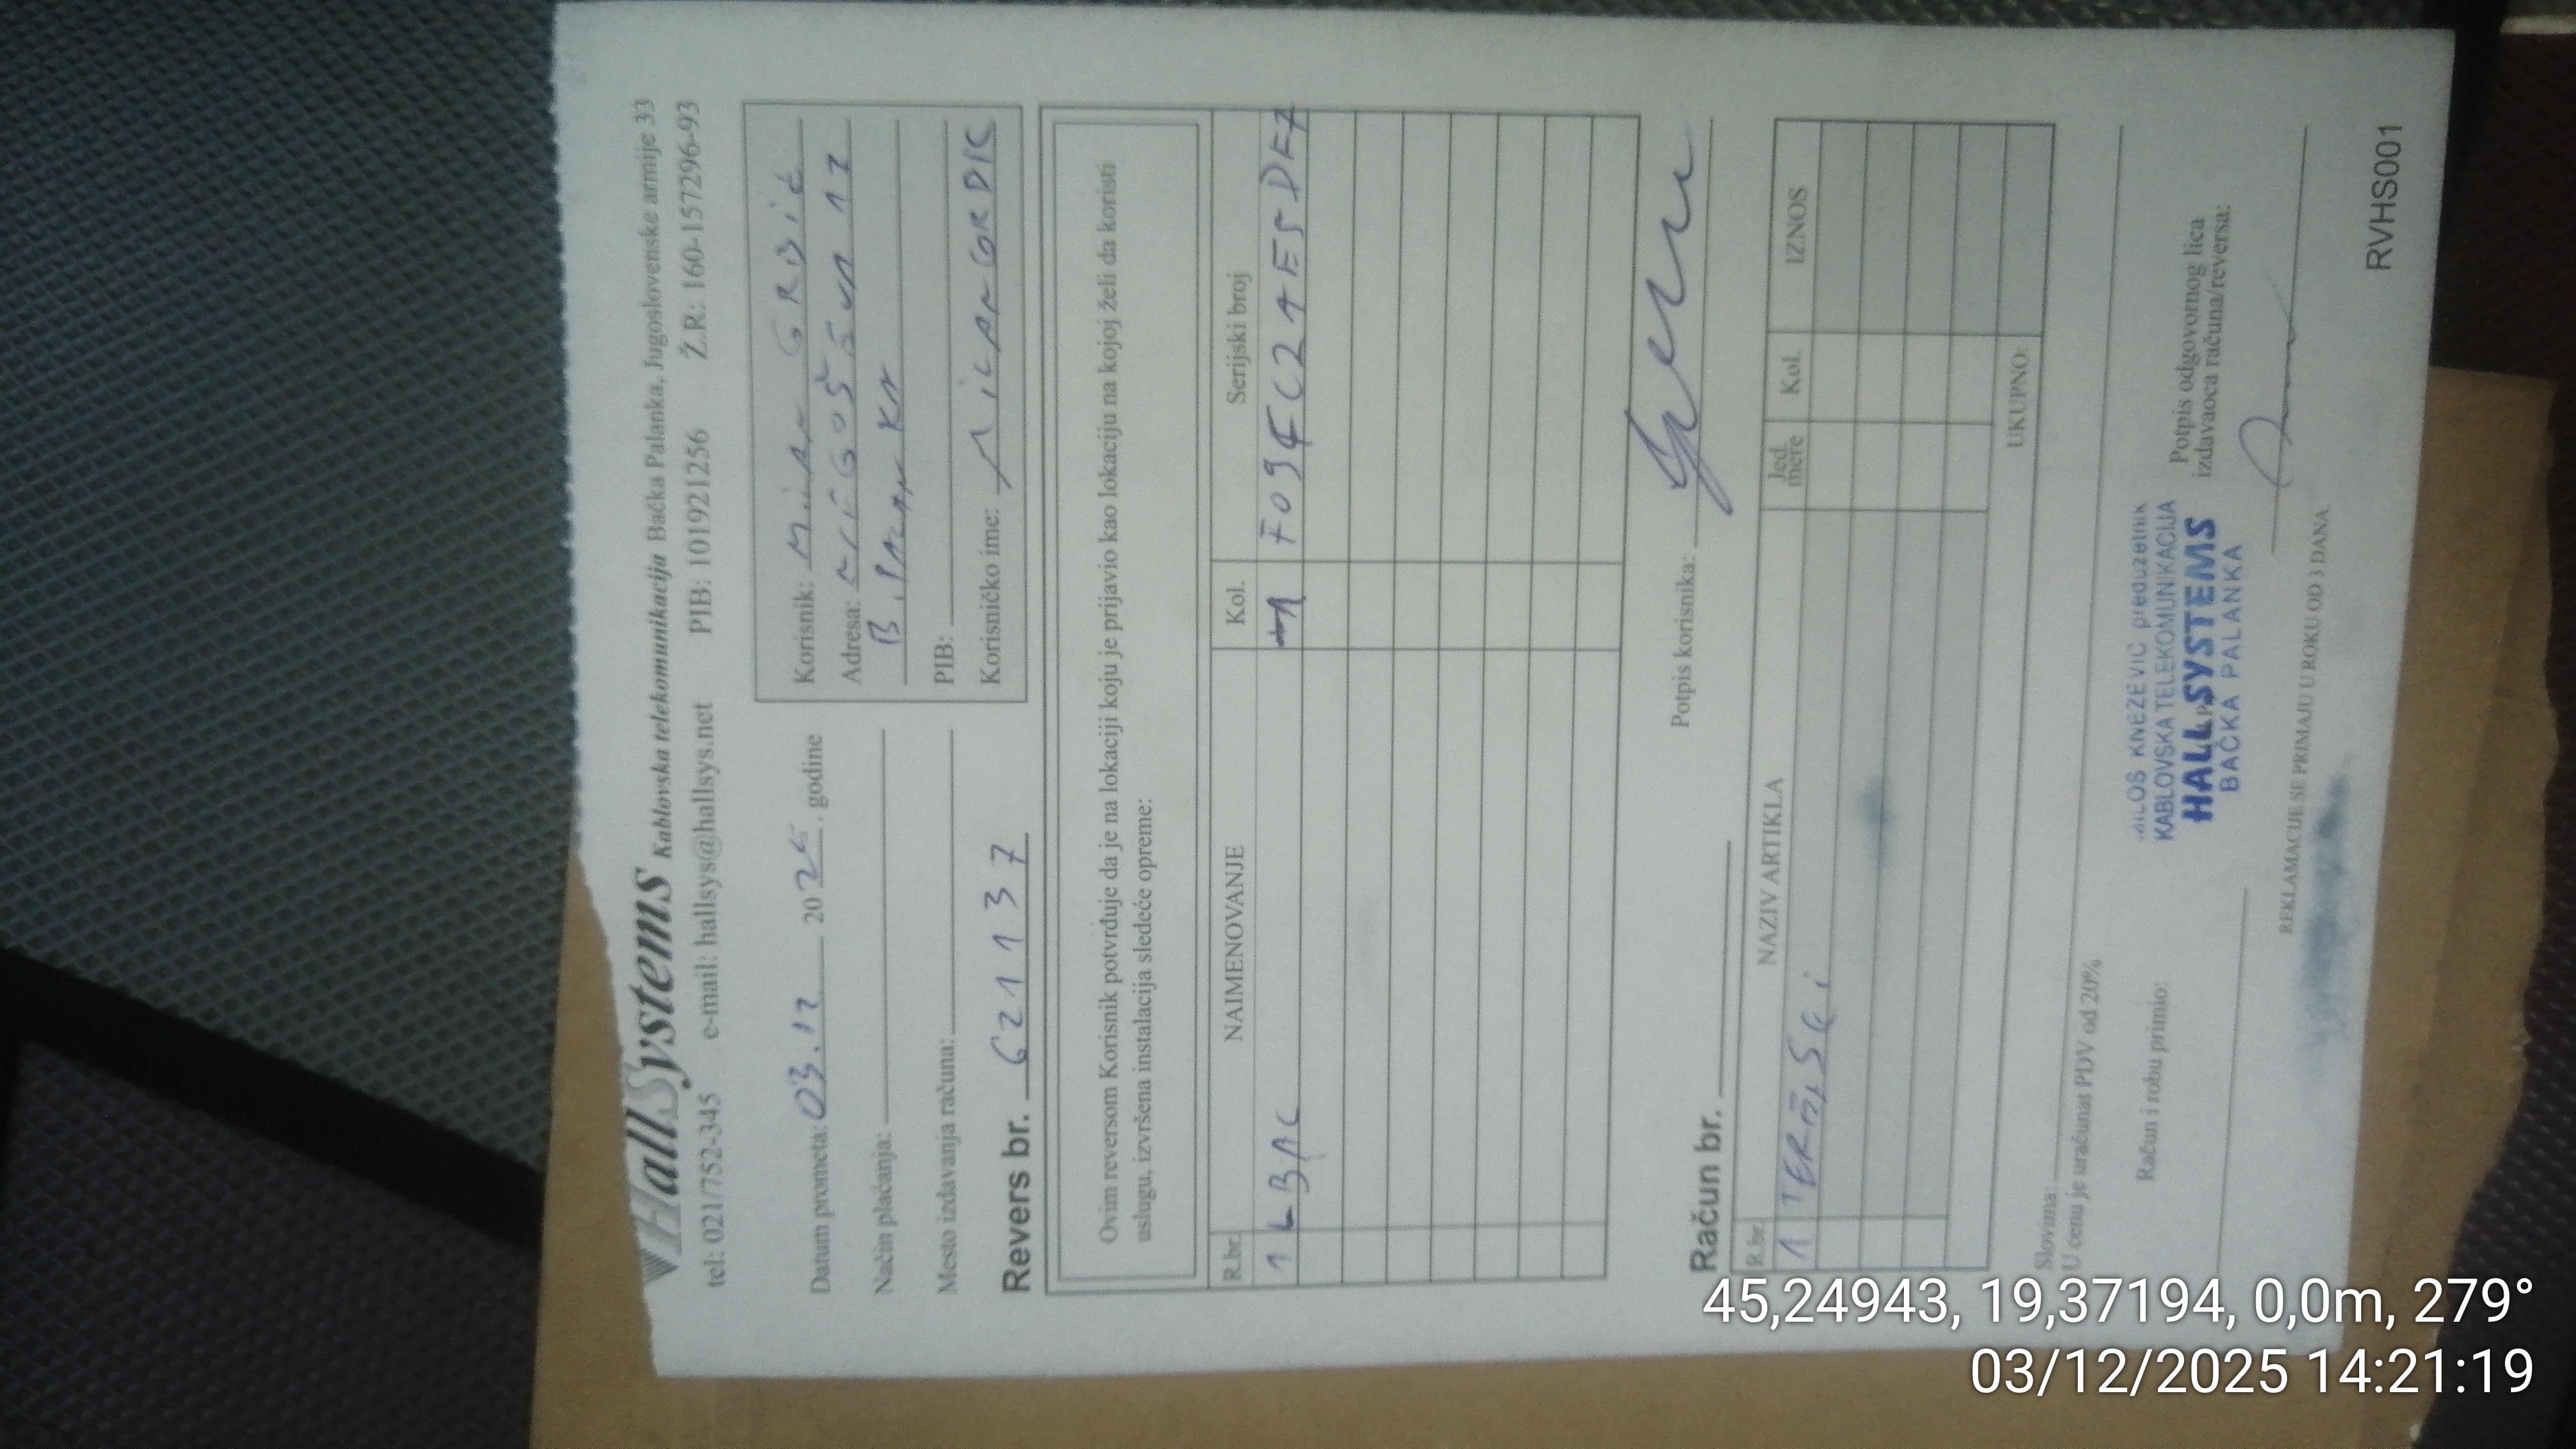 HallSystems Kablovska telekomunikacija Bačka Palanka, Jugoslovenske armije 33
tel: 021/752-345 e-mail: hallsys@hallsys.net PIB: 101921256 Ž.R: 160-157296-93
Datum prometa: 03.12 2025. godine
Način plaćanja:
Mesto izdavanja računa:
Revers br. 621137
Korisnik:
Adresa: 12
B.
PIB:
Korisničko ime:
Ovim reversom Korisnik potvrđuje da je na lokaciji koju je prijavio kao lokaciju na kojoj želi da koristi
uslugu, izvršena instalacija sledeće opreme:
R.br. NAIMENOVANJE Kol. Serijski broj
1 1
Potpis korisnika:
Račun br.
R.br. NAZIV ARTIKLA Jed. mere Kol. IZNOS
1
UKUPNO:
Slovima:
U cenu je uračunat PDV od 20%
Račun i robu primio:
MILOŠ KNEŽEVIĆ preduzetnik
KABLOVSKA TELEKOMUNIKACIJA
HALL SYSTEMS
BAČKA PALANKA
Potpis odgovornog lica
izdavaoca računa/reversa:
REKLAMACIJE SE PRIMAJU U ROKU OD 3 DANA.
RVHS001
45,24943, 19,37194, 0,0m, 279°
03/12/2025 14:21:19